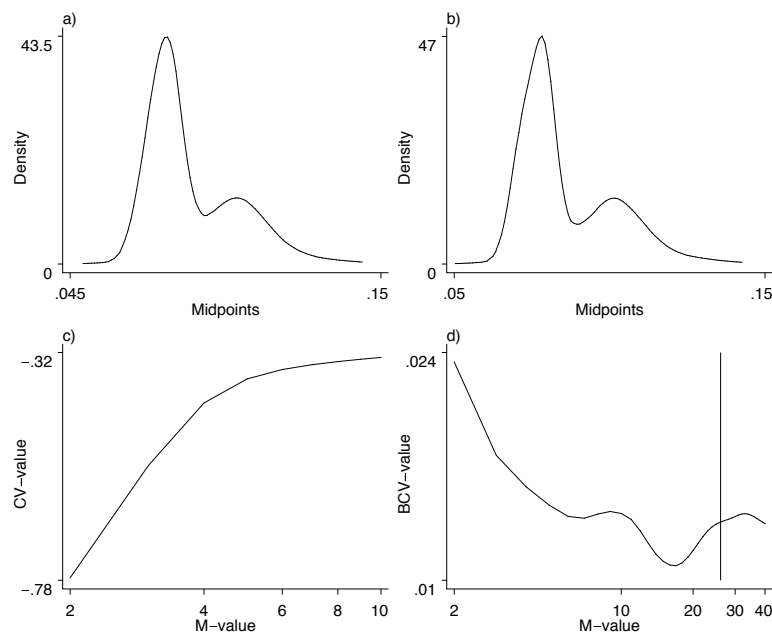 a)
43.5
Density
0
.045
.15
Midpoints
b)
47
Density
0
.05
.15
Midpoints
c)
−.32
CV−value
−.78
2
4
6
8
10
M−value
d)
.024
BCV−value
.01
2
10
20
30
40
M−value